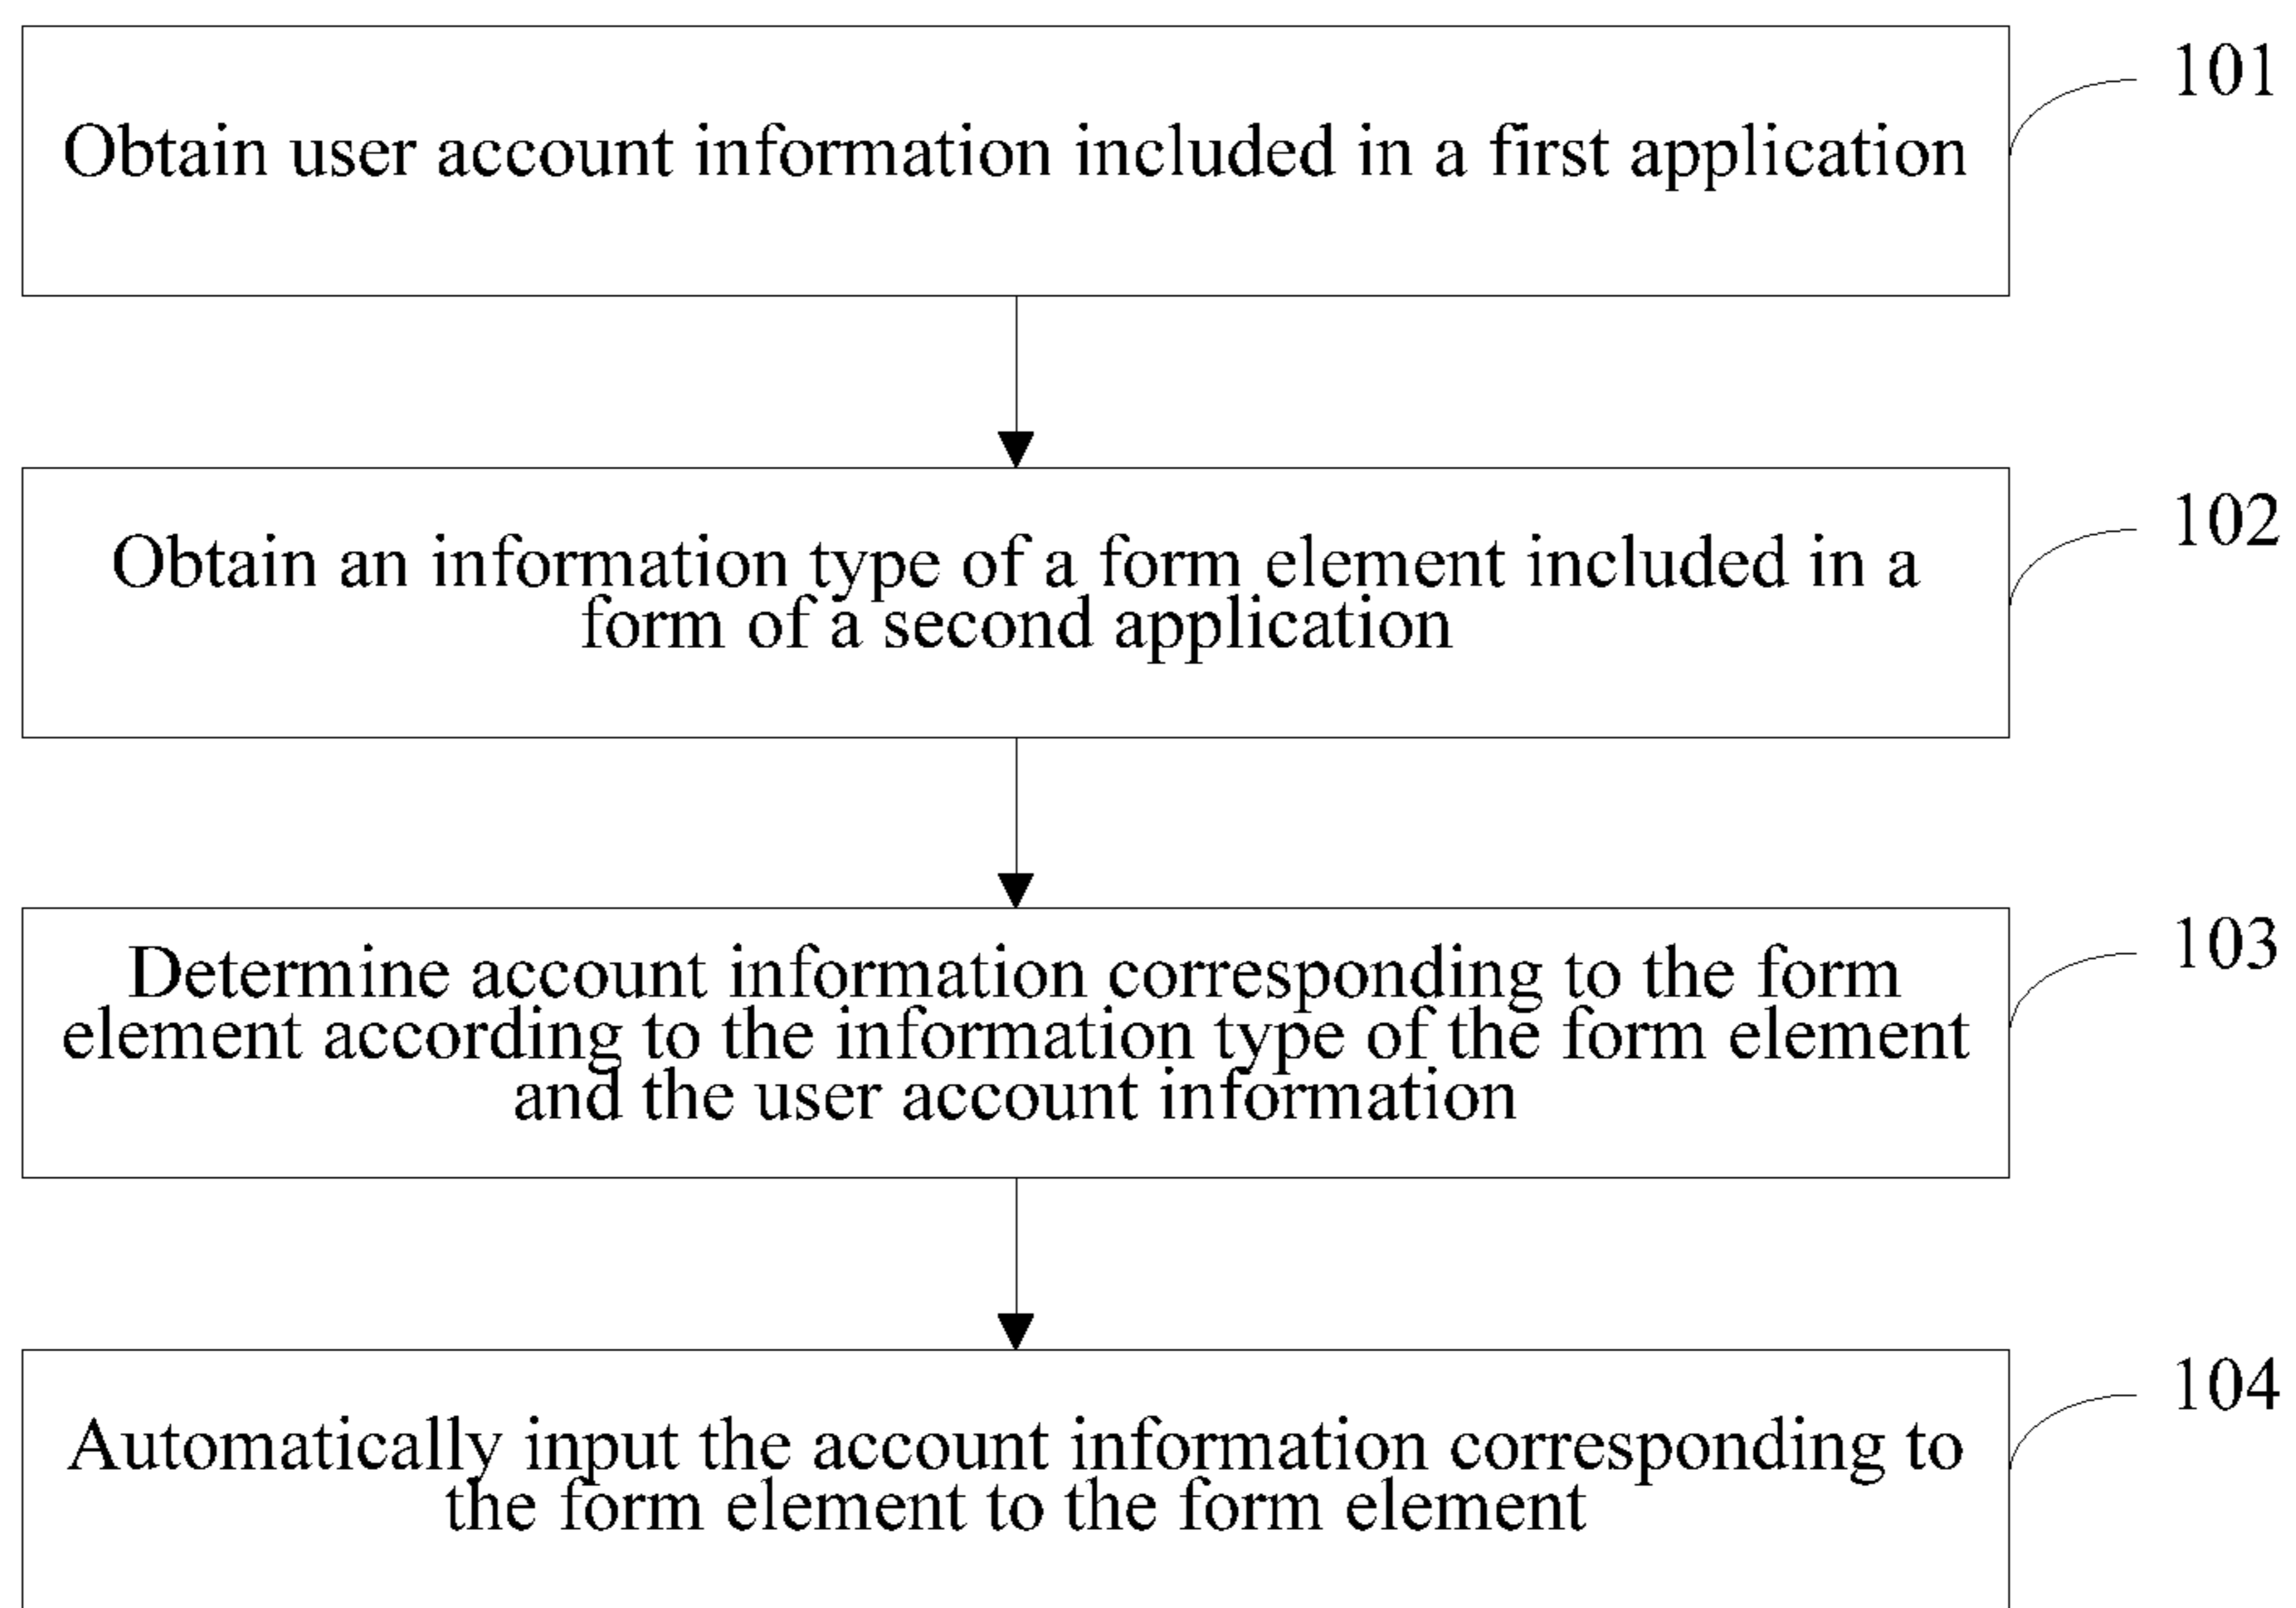 101
Obtain user account information included in a first application
102
Obtain an information type of a form element included in a
form of a second application
103
Determine account information corresponding to the form
element according to the information type of the form element
and the user account information
104
Automatically input the account information corresponding to
the form element to the form element